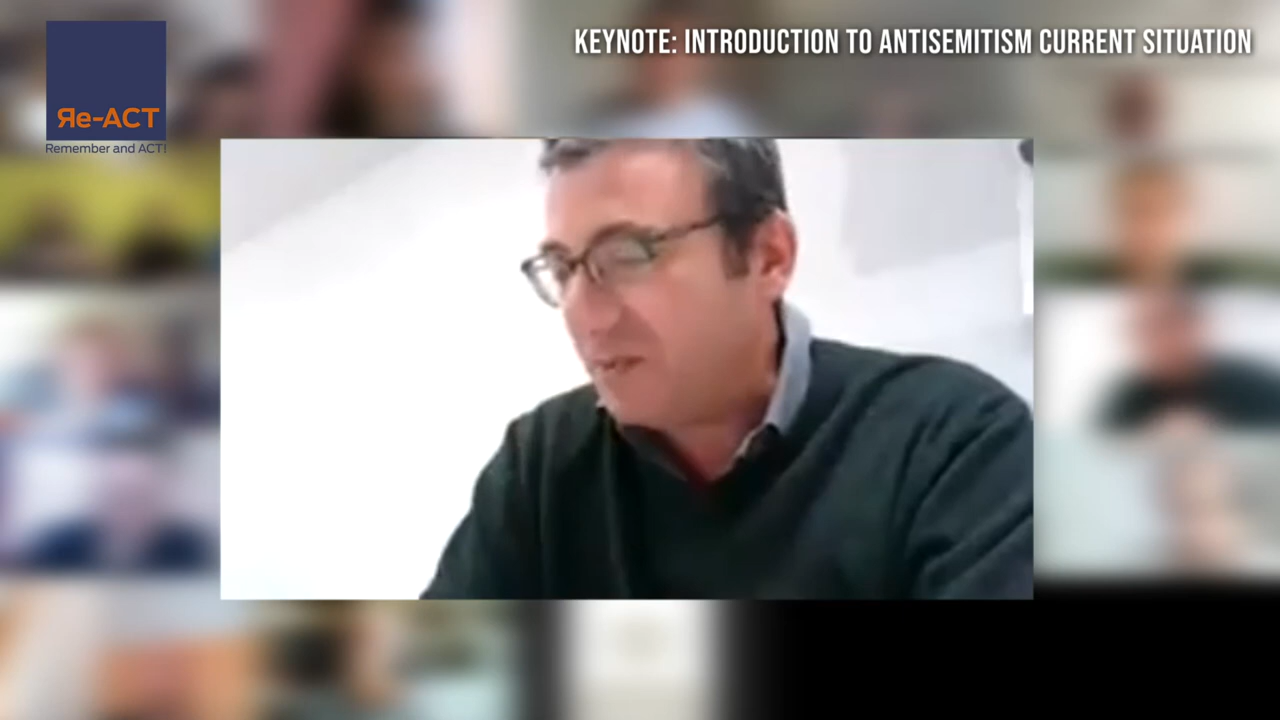 KEYNOTE: INTRODUCTION TO ANTISEMITISM CURRENT SITUATION
Яe-ACT
Remember and ACT!